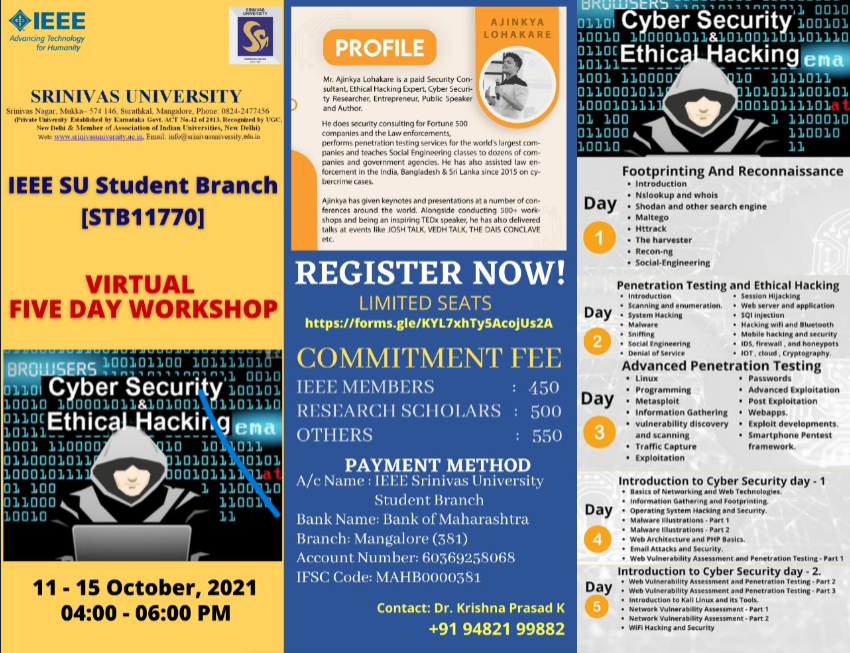 IEEE
Advancing Technology
for Humanity
SRINIVAS
UNIVERSITY
SRINIVAS UNIVERSITY
Srinivas Nagar, Mukka– 574 146, Surathkal, Mangalore, Phone: 0824-2477456
(Private University Established by Karnataka Govt. ACT No.42 of 2013, Recognized by UGC,
New Delhi & Member of Association of Indian Universities, New Delhi)
Web: www.srinivasuniversity.ac.in, Email: info@srinivasuniversity.edu.in
IEEE SU Student Branch
[STB11770]
VIRTUAL
FIVE DAY WORKSHOP
BROWSERS
Cyber Security
&
Ethical Hacking
ema
at
11 - 15 October, 2021
04:00 - 06:00 PM
AJINKYA
LOHAKARE
PROFILE
Mr. Ajinkya Lohakare is a paid Security Con-
sultant, Ethical Hacking Expert, Cyber Securi-
ty Researcher, Entrepreneur, Public Speaker
and Author.
He does security consulting for Fortune 500
companies and the Law enforcements,
performs penetration testing services for the world's largest com-
panies and teaches Social Engineering classes to dozens of com-
panies and government agencies. He has also assisted law en-
forcement in the India, Bangladesh & Sri Lanka since 2015 on cy-
bercrime cases.
Ajinkya has given keynotes and presentations at a number of con-
ferences around the world. Alongside conducting 500+ work-
shops and being an inspiring TEDx speaker, he has also delivered
talks at events like JOSH TALK, VEDH TALK, THE DAIS CONCLAVE
etc.
REGISTER NOW!
LIMITED SEATS
https://forms.gle/KYL7xhTy5AcojUs2A
COMMITMENT FEE
IEEE MEMBERS : 450
RESEARCH SCHOLARS : 500
OTHERS : 550
PAYMENT METHOD
A/c Name : IEEE Srinivas University
Student Branch
Bank Name: Bank of Maharashtra
Branch: Mangalore (381)
Account Number: 60369258068
IFSC Code: MAHB0000381
Contact: Dr. Krishna Prasad K
+91 94821 99882
BROWSERS
Cyber Security
&
Ethical Hacking
ema
at
Footprinting And Reconnaissance
Day
1
• Introduction
• Nslookup and whois
• Shodan and other search engine
• Maltego
• Httrack
• The harvester
• Recon-ng
• Social-Engineering
Penetration Testing and Ethical Hacking
Day
2
• Introduction
• Scanning and enumeration.
• System Hacking
• Malware
• Sniffing
• Social Engineering
• Denial of Service
• Session Hijacking
• Web server and application
• SQl injection
• Hacking wifi and Bluetooth
• Mobile hacking and security
• IDS, firewall , and honeypots
• IOT , cloud , Cryptography.
Advanced Penetration Testing
Day
3
• Linux
• Programming
• Metasploit
• Information Gathering
• vulnerability discovery
and scanning
• Traffic Capture
• Exploitation
• Passwords
• Advanced Exploitation
• Post Exploitation
• Webapps.
• Exploit developments.
• Smartphone Pentest
framework.
Introduction to Cyber Security day - 1
Day
4
• Basics of Networking and Web Technologies.
• Information Gathering and Footprinting.
• Operating System Hacking and Security.
• Malware Illustrations - Part 1
• Malware Illustrations - Part 2
• Web Architecture and PHP Basics.
• Email Attacks and Security.
• Web Vulnerability Assessment and Penetration Testing - Part 1
Introduction to Cyber Security day - 2.
Day
5
• Web Vulnerability Assessment and Penetration Testing - Part 2
• Web Vulnerability Assessment and Penetration Testing - Part 3
• Introduction to Kali Linux and its Tools.
• Network Vulnerability Assessment - Part 1
• Network Vulnerability Assessment - Part 2
• WiFi Hacking and Security